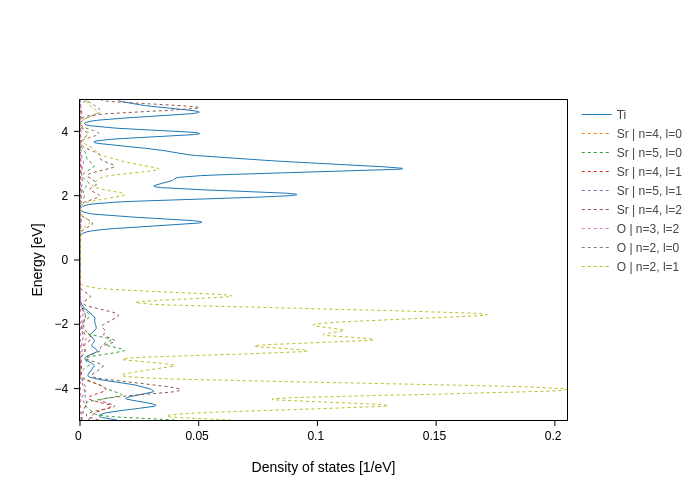 Energy [eV]
4
2
0
−2
−4
0
0.05
0.1
0.15
0.2
Density of states [1/eV]
Ti
Sr | n=4, l=0
Sr | n=5, l=0
Sr | n=4, l=1
Sr | n=5, l=1
Sr | n=4, l=2
O | n=3, l=2
O | n=2, l=0
O | n=2, l=1